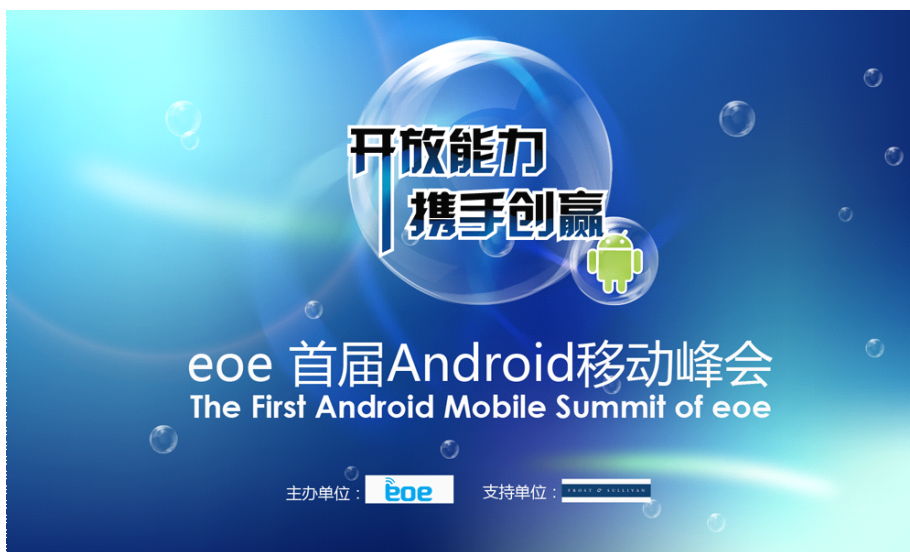 开放能力
携手创赢
eoe 首届Android移动峰会
The First Android Mobile Summit of eoe
主办单位：eoe 支持单位：FROST & SULLIVAN